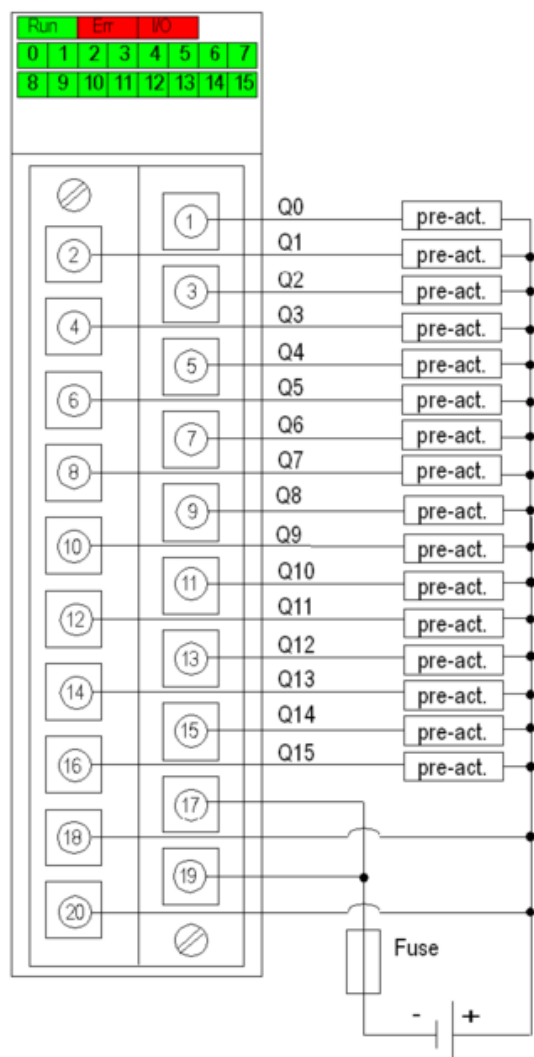 Run Err I/O
0 1 2 3 4 5 6 7
8 9 10 11 12 13 14 15
1 Q0 pre-act.
2 Q1 pre-act.
3 Q2 pre-act.
4 Q3 pre-act.
5 Q4 pre-act.
6 Q5 pre-act.
7 Q6 pre-act.
8 Q7 pre-act.
9 Q8 pre-act.
10 Q9 pre-act.
11 Q10 pre-act.
12 Q11 pre-act.
13 Q12 pre-act.
14 Q13 pre-act.
15 Q14 pre-act.
16 Q15 pre-act.
17
18
19
20
Fuse
- +